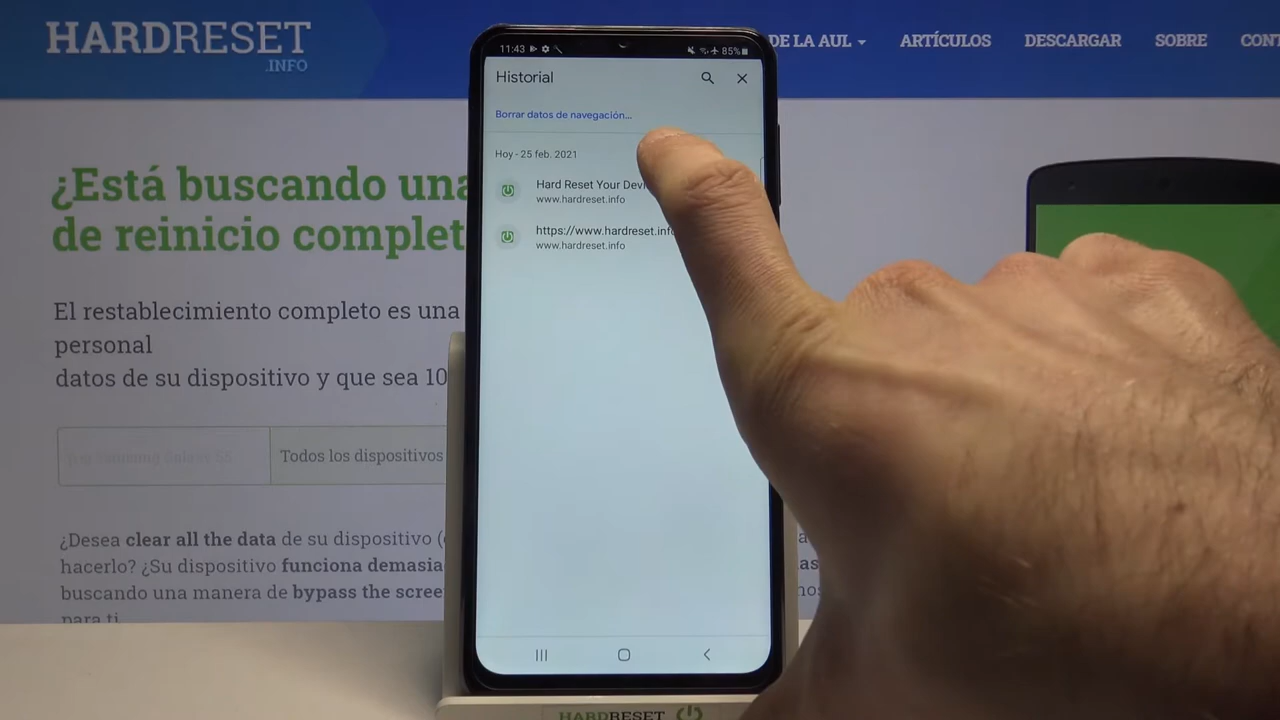 HARDRESET
.INFO
DE LA AUL
ARTÍCULOS
DESCARGAR
SOBRE
CONT
¿Está buscando una
de reinicio complet
El restablecimiento completo es una
personal
datos de su dispositivo y que sea 10
Todos los dispositivos
¿Desea clear all the data de su dispositivo (
hacerlo? ¿Su dispositivo funciona demasia
buscando una manera de bypass the scree
para ti
11:43
85%
Historial
Borrar datos de navegación...
Hoy - 25 feb. 2021
Hard Reset Your Devi
www.hardreset.info
https://www.hardreset.info
www.hardreset.info
HARDRESET